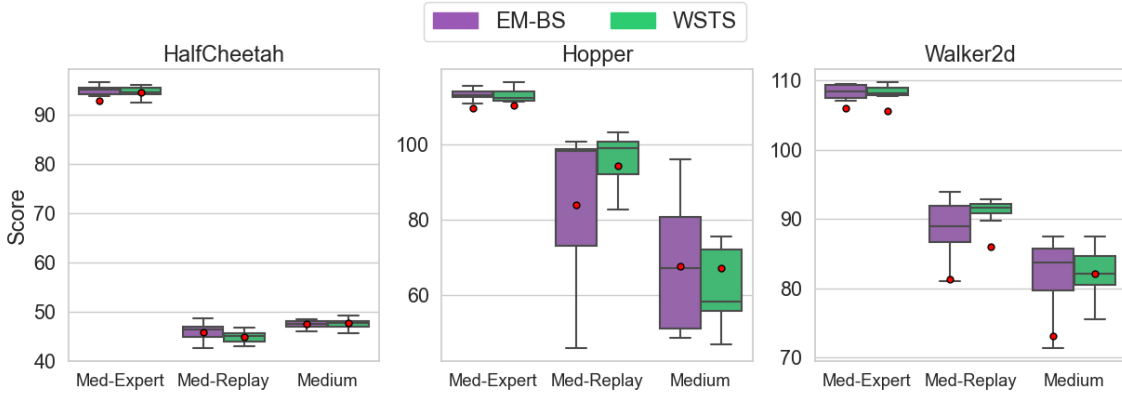 EM-BS WSTS
HalfCheetah
Score
90
80
70
60
50
40
Med-Expert Med-Replay Medium
Hopper
100
80
60
Med-Expert Med-Replay Medium
Walker2d
110
100
90
80
70
Med-Expert Med-Replay Medium